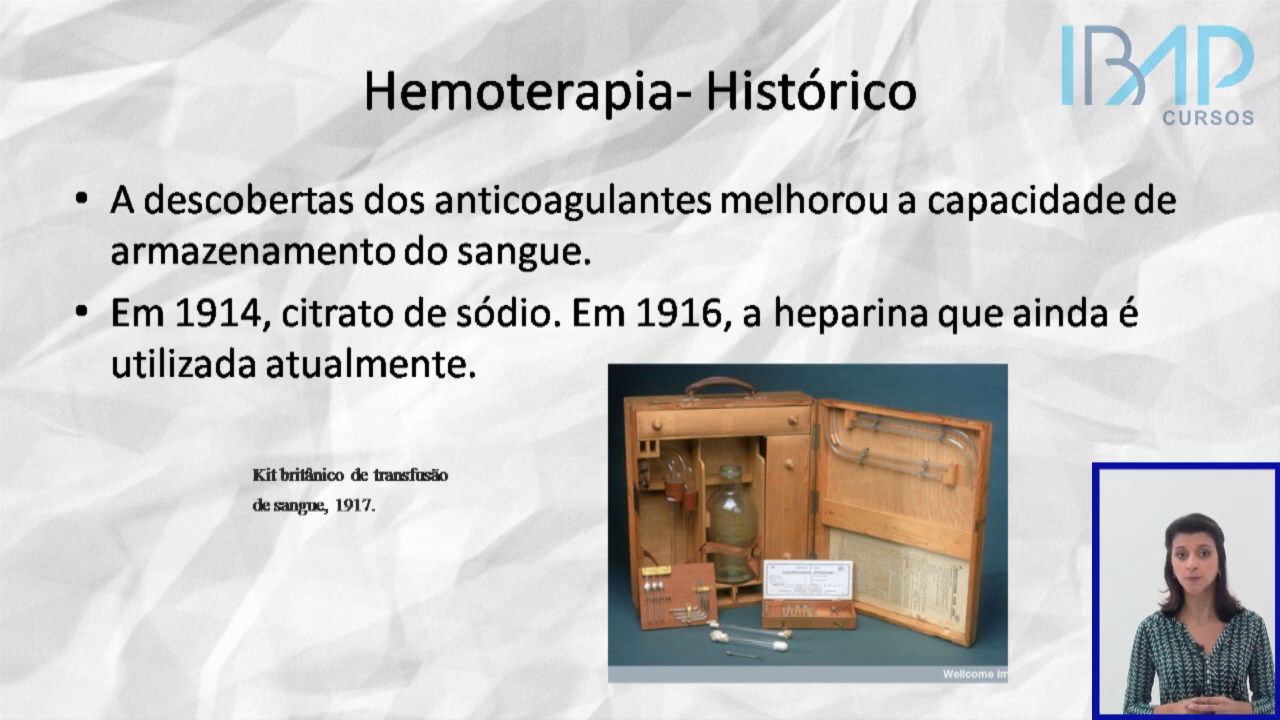 Hemoterapia- Histórico
IBAP
CURSOS
• A descobertas dos anticoagulantes melhorou a capacidade de
armazenamento do sangue.
• Em 1914, citrato de sódio. Em 1916, a heparina que ainda é
utilizada atualmente.
Kit britânico de transfusão
de sangue, 1917.
Wellcome Im